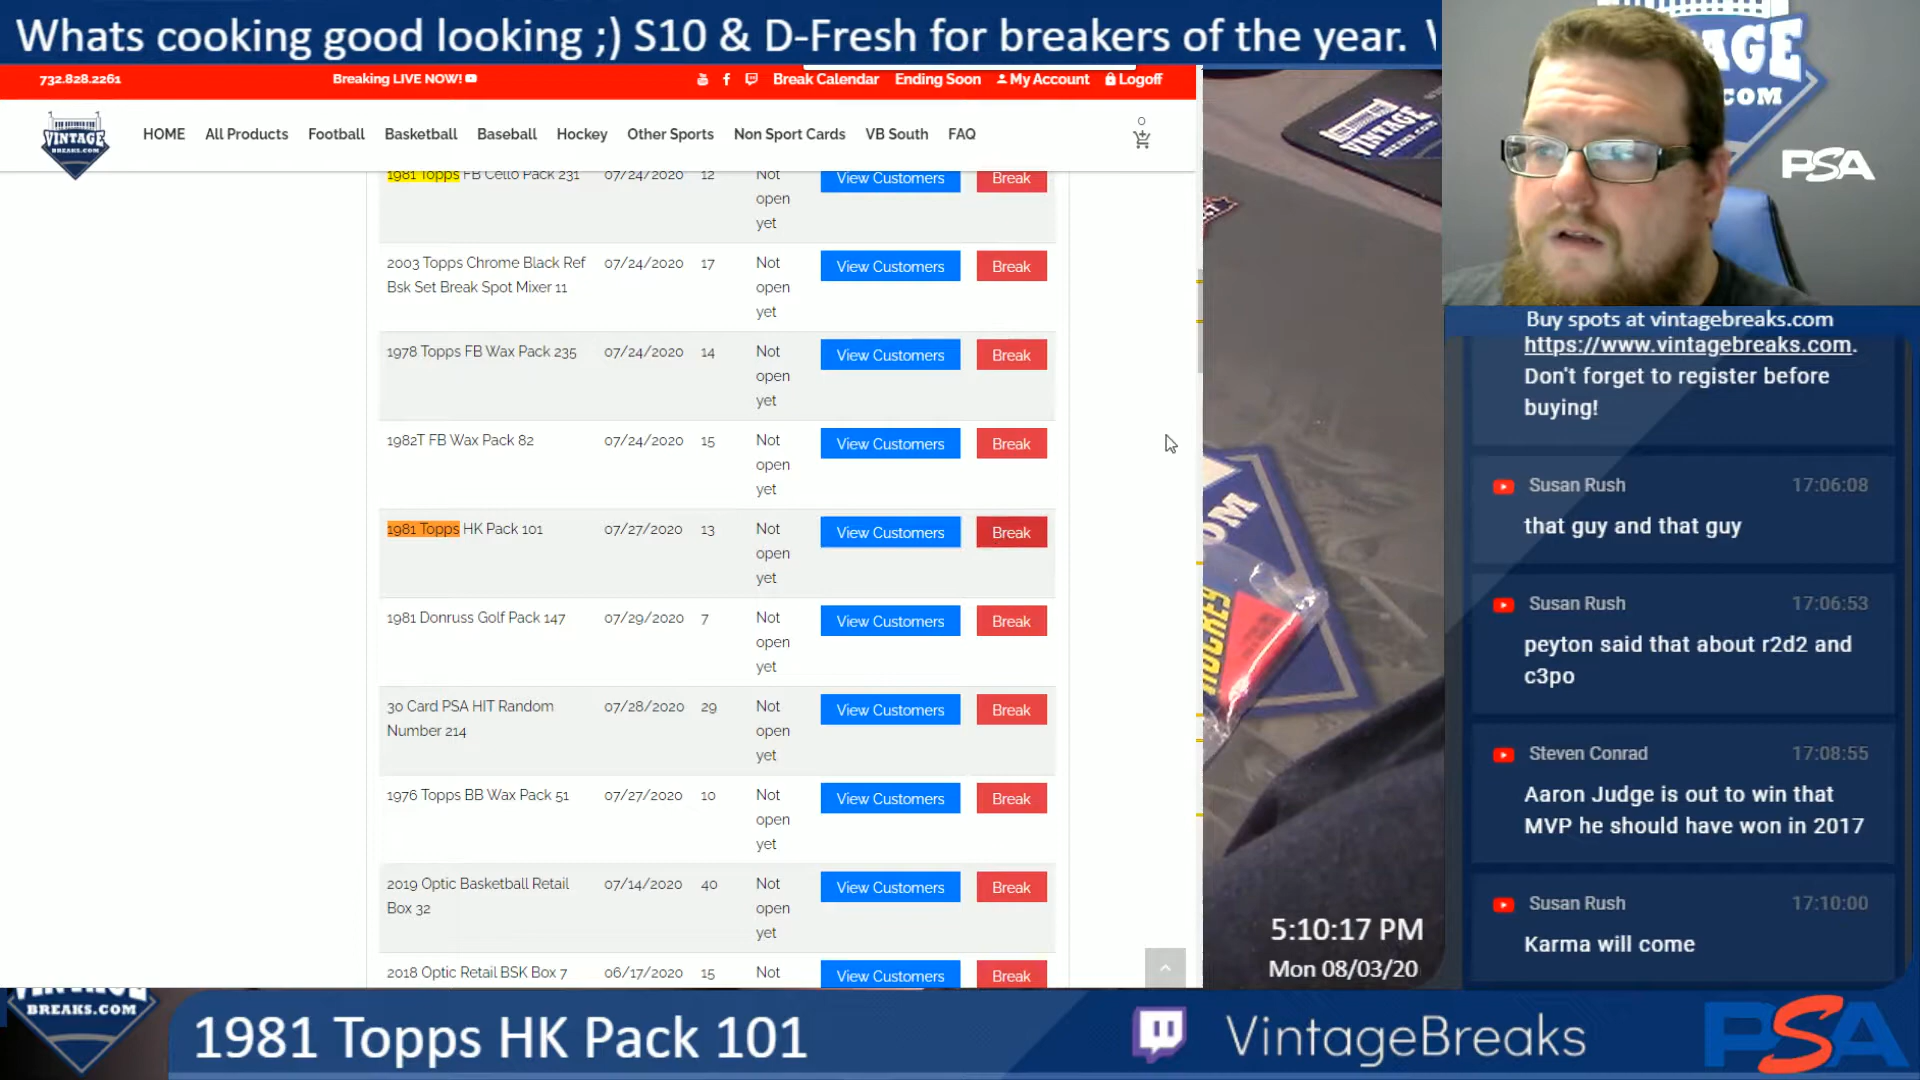 Whats cooking good looking ;) S10 & D-Fresh for breakers of the year.
732.828.2261
Breaking LIVE NOW!
Break Calendar
Ending Soon
My Account
Logoff
VINTAGE
BREAKS.COM
HOME
All Products
Football
Basketball
Baseball
Hockey
Other Sports
Non Sport Cards
VB South
FAQ
0
1981 Topps FB Cello Pack 231 07/24/2020 12 Not View Customers Break
open
yet
2003 Topps Chrome Black Ref 07/24/2020 17 Not View Customers Break
Bsk Set Break Spot Mixer 11 open
yet
1978 Topps FB Wax Pack 235 07/24/2020 14 Not View Customers Break
open
yet
1982T FB Wax Pack 82 07/24/2020 15 Not View Customers Break
open
yet
1981 Topps HK Pack 101 07/27/2020 13 Not View Customers Break
open
yet
1981 Donruss Golf Pack 147 07/29/2020 7 Not View Customers Break
open
yet
30 Card PSA HIT Random 07/28/2020 29 Not View Customers Break
Number 214 open
yet
1976 Topps BB Wax Pack 51 07/27/2020 10 Not View Customers Break
open
yet
2019 Optic Basketball Retail 07/14/2020 40 Not View Customers Break
Box 32 open
yet
2018 Optic Retail BSK Box 7 06/17/2020 15 Not View Customers Break
VINTAGE
HOCKEY
5:10:17 PM
Mon 08/03/20
.COM
PSA
Buy spots at vintagebreaks.com
https://www.vintagebreaks.com.
Don't forget to register before
buying!
Susan Rush 17:06:08
that guy and that guy
Susan Rush 17:06:53
peyton said that about r2d2 and
c3po
Steven Conrad 17:08:55
Aaron Judge is out to win that
MVP he should have won in 2017
Susan Rush 17:10:00
Karma will come
BREAKS.COM
1981 Topps HK Pack 101
VintageBreaks
PSA